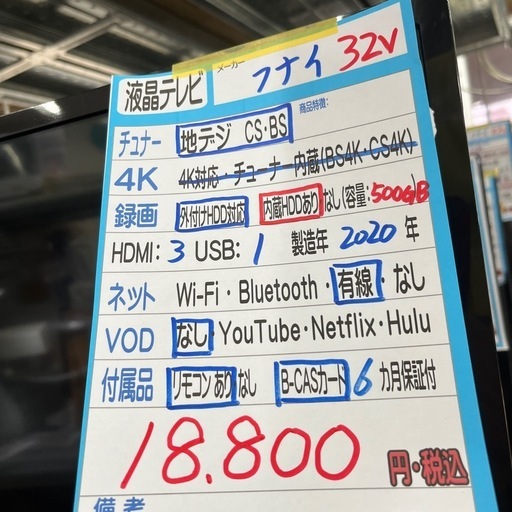 液晶テレビ メーカー フナイ 32V
商品特徴:
チュナー 地デジ CS・BS
4K 4K対応・チューナー内蔵(BS4K・CS4K)
録画 外付けHDD対応 内蔵HDDあり なし(容量:500GB)
HDMI: 3 USB: 1 製造年 2020 年
ネット Wi-Fi・Bluetooth・有線・なし
VOD なし・YouTube・Netflix・Hulu
付属品 リモコンあり なし B-CASカード 6 カ月保証付
18.800 円・税込
備考